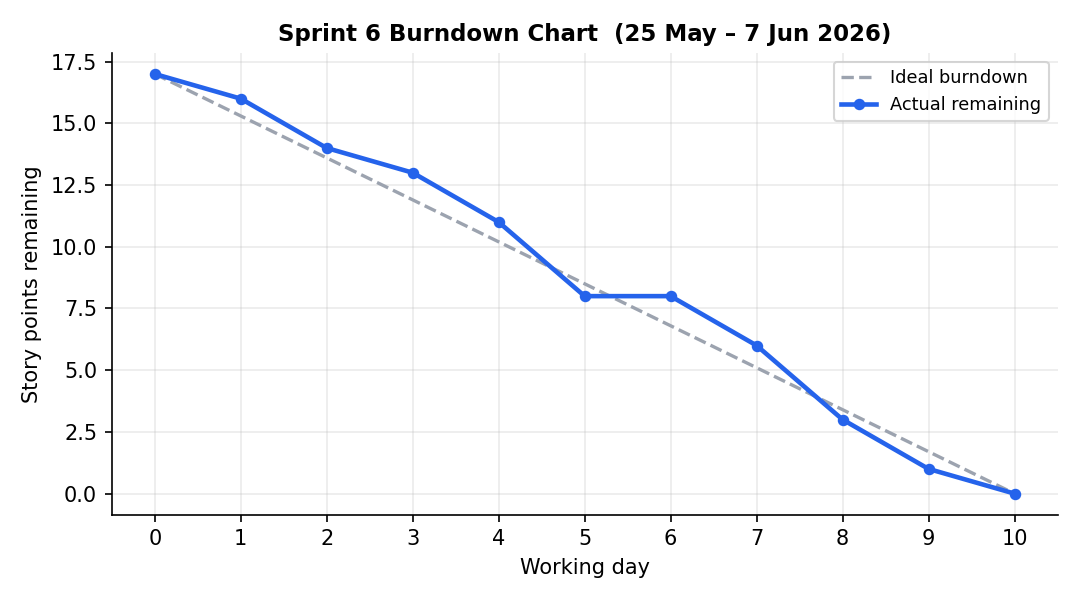 Sprint 6 Burndown Chart (25 May – 7 Jun 2026)
Ideal burndown
Actual remaining
Story points remaining
17.5
15.0
12.5
10.0
7.5
5.0
2.5
0.0
0 1 2 3 4 5 6 7 8 9 10
Working day